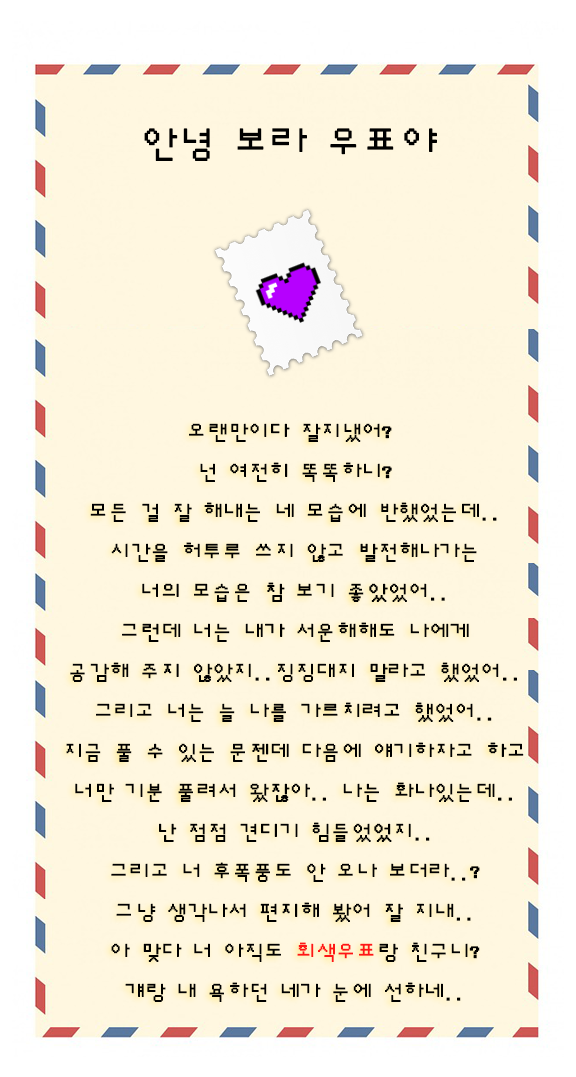 안녕 보라 우표야
오랜만이다 잘지냈어?
넌 여전히 똑똑하니?
모든 걸 잘 해내는 네 모습에 반했었는데..
시간을 허투루 쓰지 않고 발전해나가는
너의 모습은 참 보기 좋았었어..
그런데 너는 내가 서운해해도 나에게
공감해 주지 않았지..징징대지 말라고 했었어..
그리고 너는 늘 나를 가르치려고 했었어..
지금 풀 수 있는 문젠데 다음에 얘기하자고 하고
너만 기분 풀려서 왔잖아.. 나는 화나있는데..
난 점점 견디기 힘들었었지..
그리고 너 후폭풍도 안 오나 보더라..?
그냥 생각나서 편지해 봤어 잘 지내..
아 맞다 너 아직도 회색우표랑 친구니?
걔랑 내 욕하던 네가 눈에 선하네..